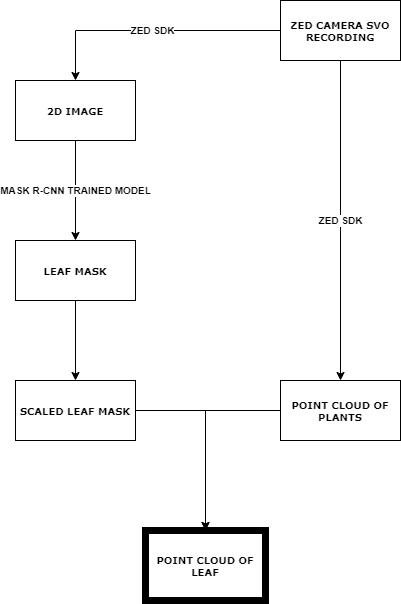 ZED CAMERA SVO
RECORDING
ZED SDK
2D IMAGE
MASK R-CNN TRAINED MODEL
ZED SDK
LEAF MASK
SCALED LEAF MASK
POINT CLOUD OF
PLANTS
POINT CLOUD OF
LEAF